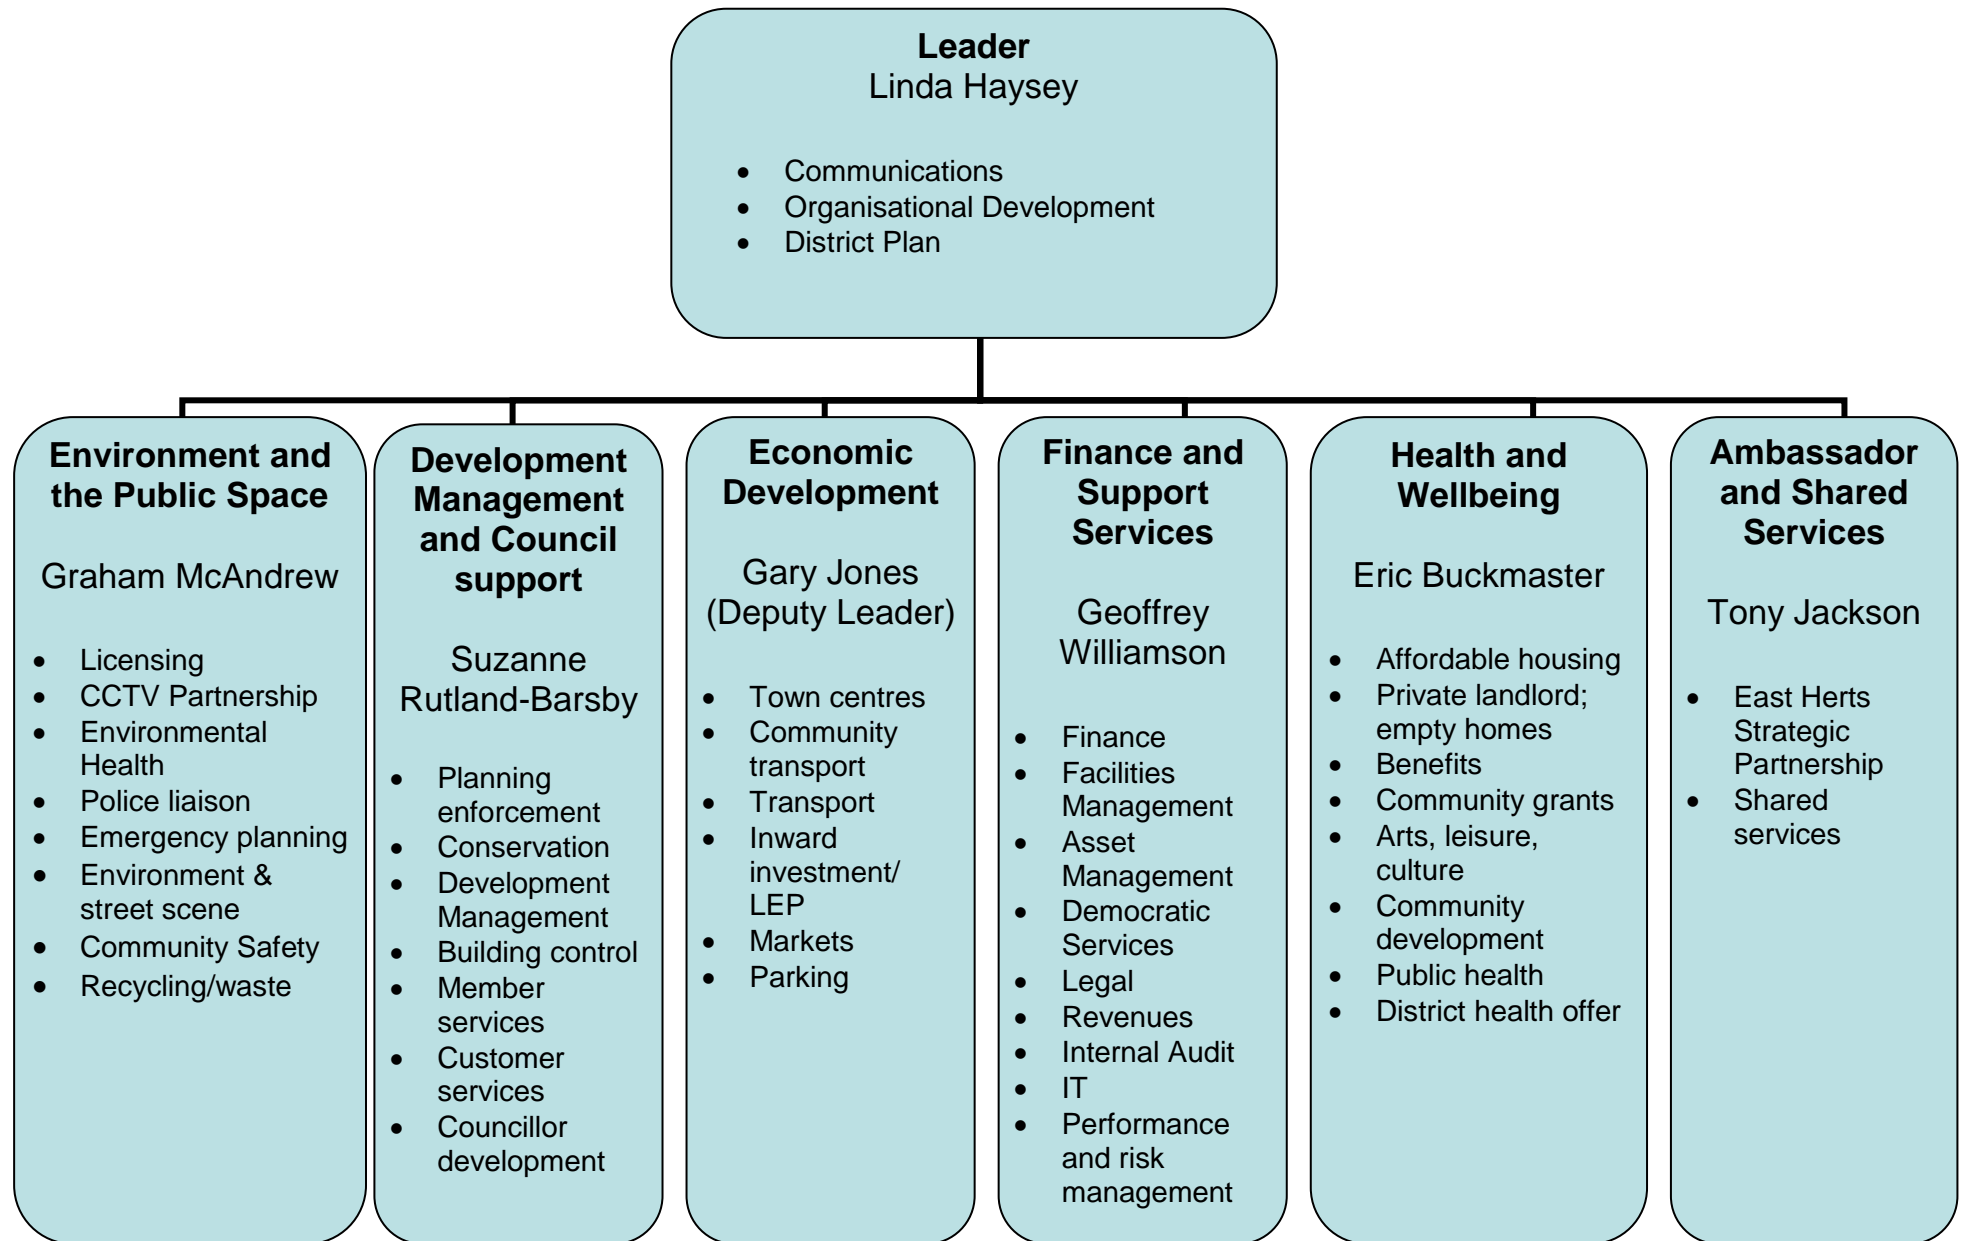 Leader
Linda Haysey
• Communications
• Organisational Development
• District Plan
Environment and
the Public Space
Graham McAndrew
• Licensing
• CCTV Partnership
• Environmental
Health
• Police liaison
• Emergency planning
• Environment &
street scene
• Community Safety
• Recycling/waste
Development
Management
and Council
support
Suzanne
Rutland-Barsby
• Planning
enforcement
• Conservation
• Development
Management
• Building control
• Member
services
• Customer
services
• Councillor
development
Economic
Development
Gary Jones
(Deputy Leader)
• Town centres
• Community
transport
• Transport
• Inward
investment/
LEP
• Markets
• Parking
Finance and
Support
Services
Geoffrey
Williamson
• Finance
• Facilities
Management
• Asset
Management
• Democratic
Services
• Legal
• Revenues
• Internal Audit
• IT
• Performance
and risk
management
Health and
Wellbeing
Eric Buckmaster
• Affordable housing
• Private landlord;
empty homes
• Benefits
• Community grants
• Arts, leisure,
culture
• Community
development
• Public health
• District health offer
Ambassador
and Shared
Services
Tony Jackson
• East Herts
Strategic
Partnership
• Shared
services